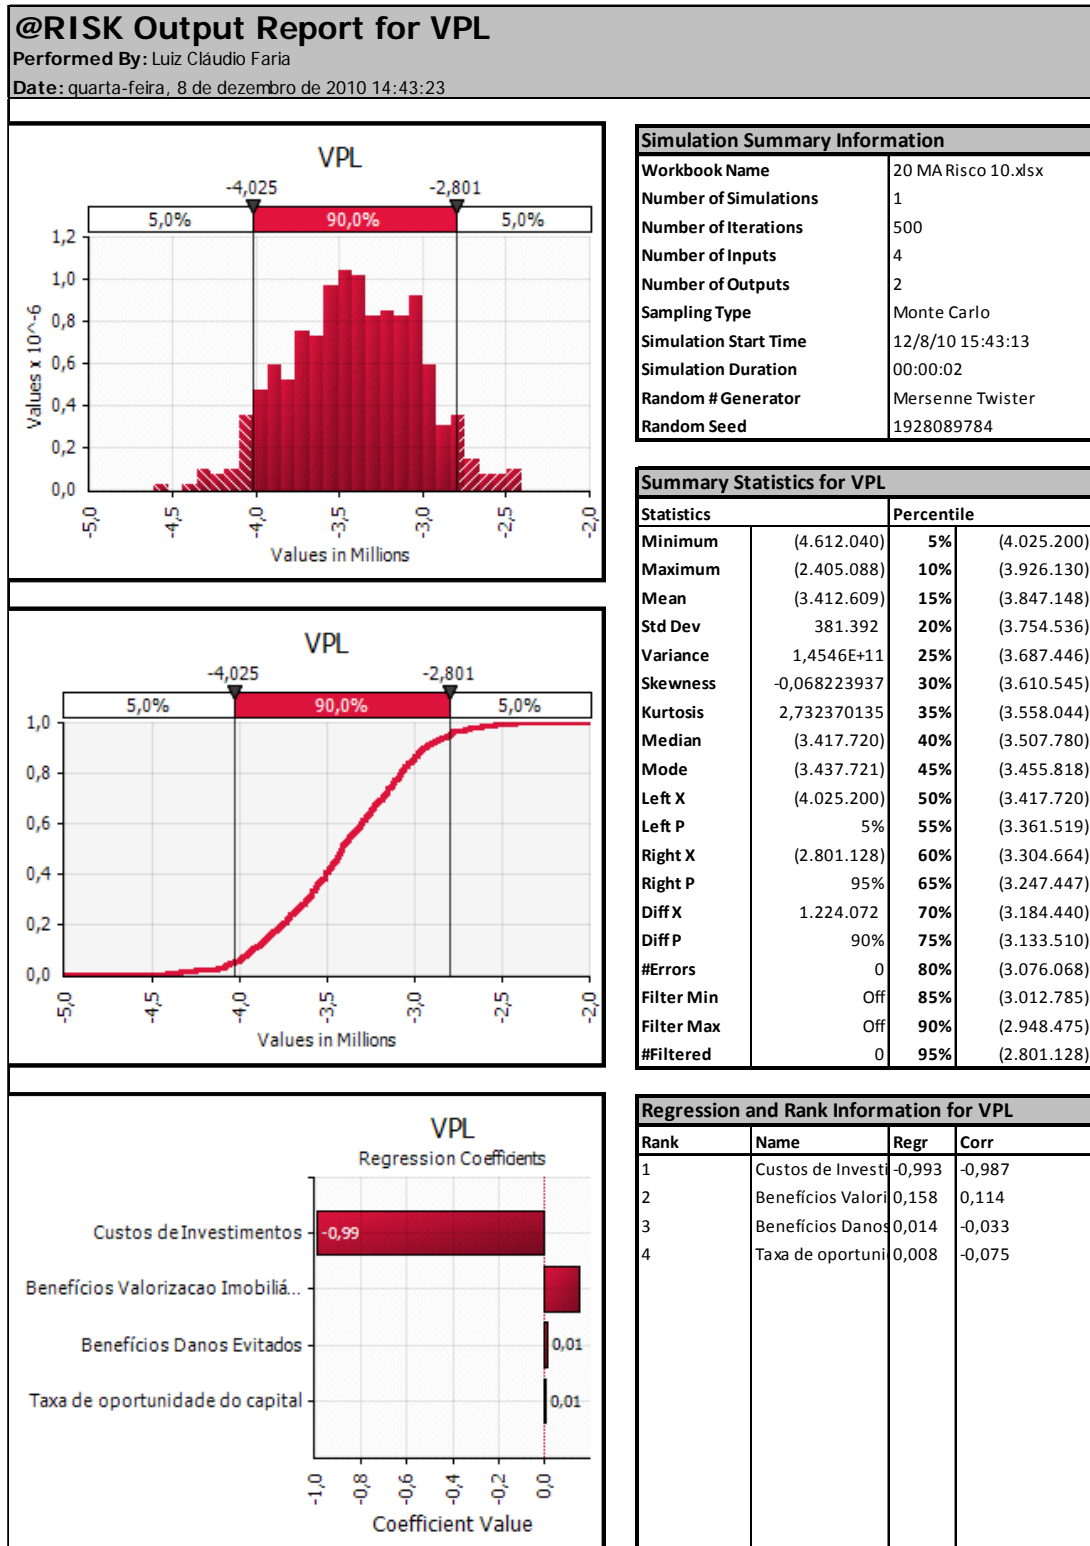 @RISK Output Report for VPL
Performed By: Luiz Cláudio Faria
Date: quarta-feira, 8 de dezembro de 2010 14:43:23
VPL
-4,025 -2,801
5,0% 90,0% 5,0%
1,2
1,0
0,8
0,6
0,4
0,2
0,0
Values x 10^-6
-5,0 -4,5 -4,0 -3,5 -3,0 -2,5 -2,0
Values in Millions
Simulation Summary Information
Workbook Name 20 MA Risco 10.xlsx
Number of Simulations 1
Number of Iterations 500
Number of Inputs 4
Number of Outputs 2
Sampling Type Monte Carlo
Simulation Start Time 12/8/10 15:43:13
Simulation Duration 00:00:02
Random # Generator Mersenne Twister
Random Seed 1928089784
VPL
-4,025 -2,801
5,0% 90,0% 5,0%
1,0
0,8
0,6
0,4
0,2
0,0
-5,0 -4,5 -4,0 -3,5 -3,0 -2,5 -2,0
Values in Millions
Summary Statistics for VPL
Statistics Percentile
Minimum (4.612.040) 5% (4.025.200)
Maximum (2.405.088) 10% (3.926.130)
Mean (3.412.609) 15% (3.847.148)
Std Dev 381.392 20% (3.754.536)
Variance 1,4546E+11 25% (3.687.446)
Skewness -0,068223937 30% (3.610.545)
Kurtosis 2,732370135 35% (3.558.044)
Median (3.417.720) 40% (3.507.780)
Mode (3.437.721) 45% (3.455.818)
Left X (4.025.200) 50% (3.417.720)
Left P 5% 55% (3.361.519)
Right X (2.801.128) 60% (3.304.664)
Right P 95% 65% (3.247.447)
Diff X 1.224.072 70% (3.184.440)
Diff P 90% 75% (3.133.510)
#Errors 0 80% (3.076.068)
Filter Min Off 85% (3.012.785)
Filter Max Off 90% (2.948.475)
#Filtered 0 95% (2.801.128)
VPL
Regression Coefficients
Custos de Investimentos -0,99
Benefícios Valorizacao Imobiliá...
Benefícios Danos Evitados 0,01
Taxa de oportunidade do capital 0,01
-1,0 -0,8 -0,6 -0,4 -0,2 0,0
Coefficient Value
Regression and Rank Information for VPL
Rank Name Regr Corr
1 Custos de Investi -0,993 -0,987
2 Benefícios Valori 0,158 0,114
3 Benefícios Danos 0,014 -0,033
4 Taxa de oportuni 0,008 -0,075